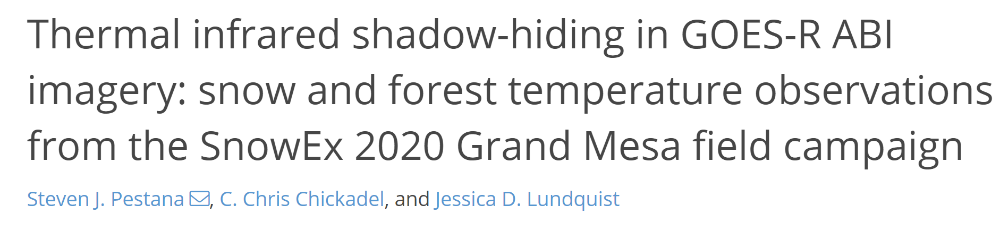 Thermal infrared shadow-hiding in GOES-R ABI
imagery: snow and forest temperature observations
from the SnowEx 2020 Grand Mesa field campaign
Steven J. Pestana, C. Chris Chickadel, and Jessica D. Lundquist